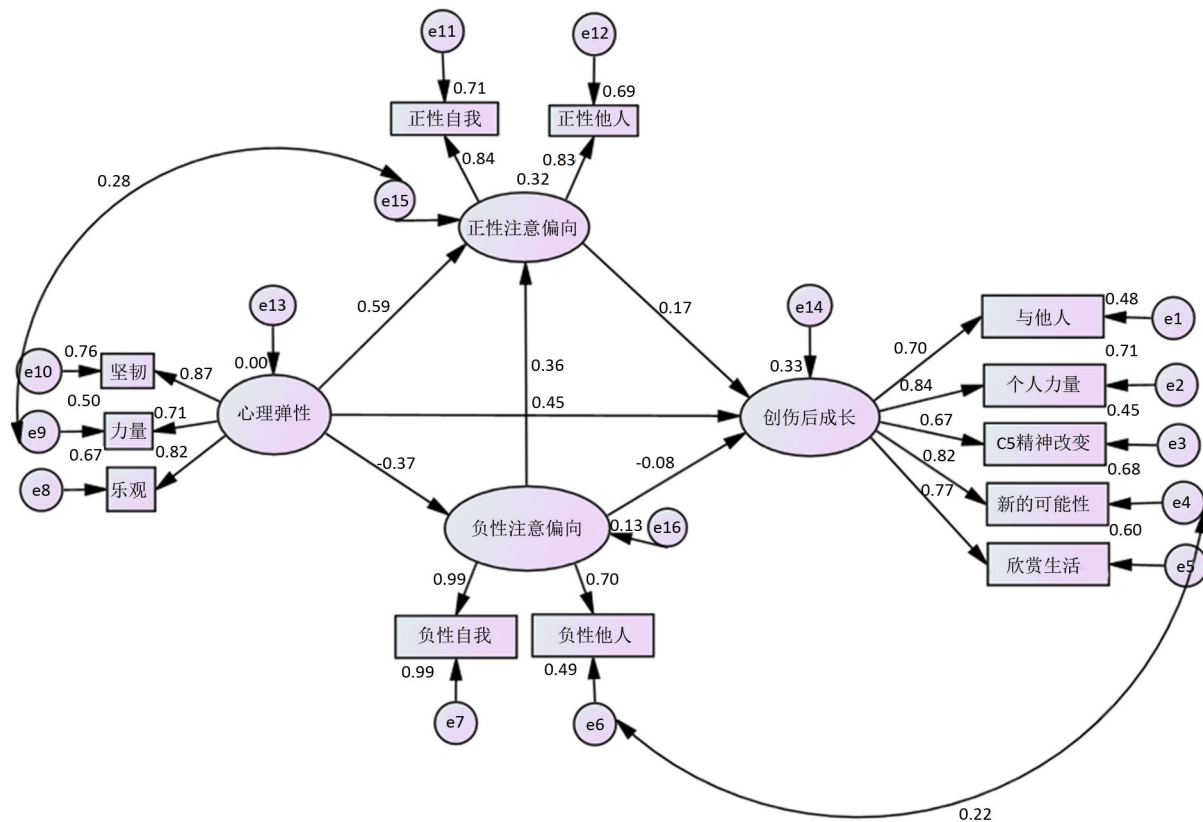 e11
e12
0.71
0.69
正性自我
正性他人
0.84
0.83
0.28
0.32
e15
正性注意偏向
e13
0.59
0.17
e14
0.48
与他人
e1
0.76
0.00
e10
坚韧
0.87
0.36
0.33
0.70
0.71
个人力量
e2
0.50
心理弹性
0.45
创伤后成长
0.84
0.45
e9
力量
0.71
0.67
C5精神改变
e3
0.67
0.82
-0.37
-0.08
0.82
0.68
e8
乐观
0.77
新的可能性
e4
负性注意偏向
0.13
e16
0.60
欣赏生活
e5
0.99
0.70
负性自我
负性他人
0.99
0.49
e7
e6
0.22